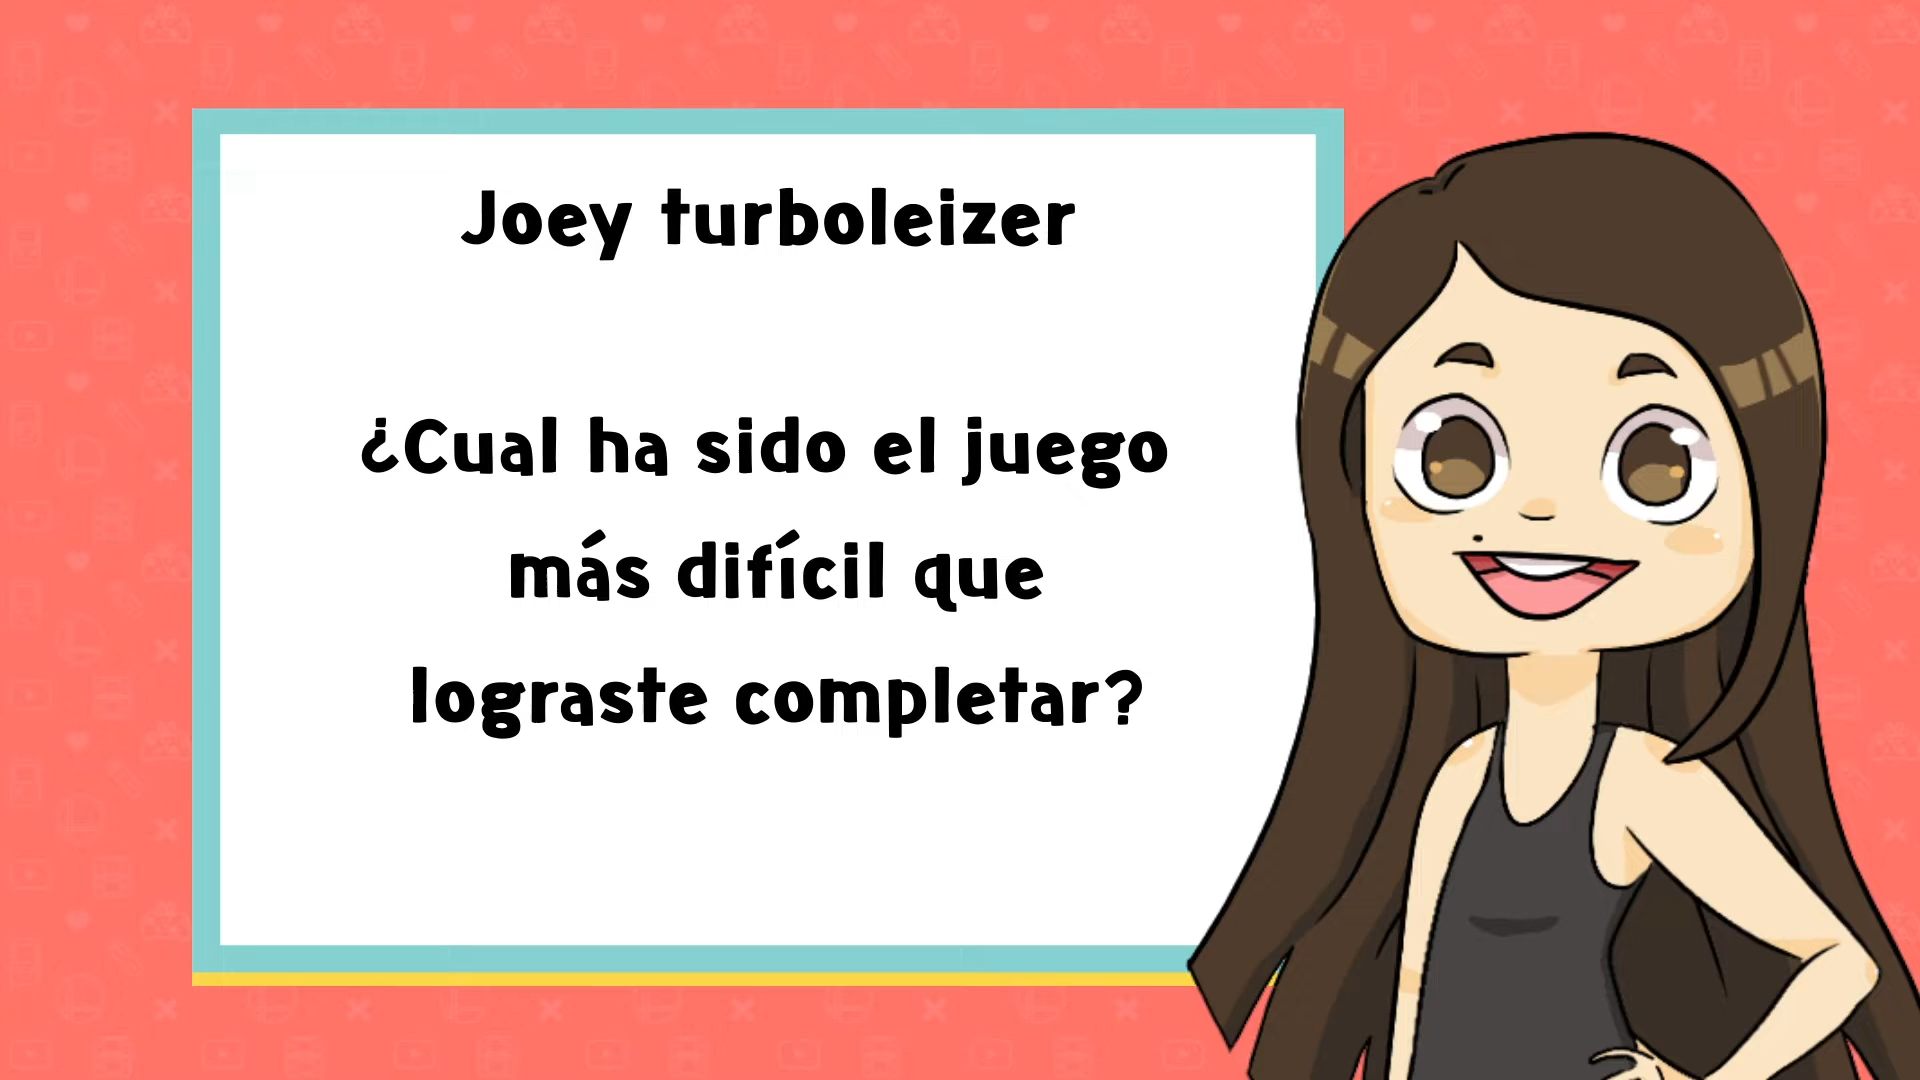 Joey turboleizer
¿Cual ha sido el juego
más difícil que
lograste completar?